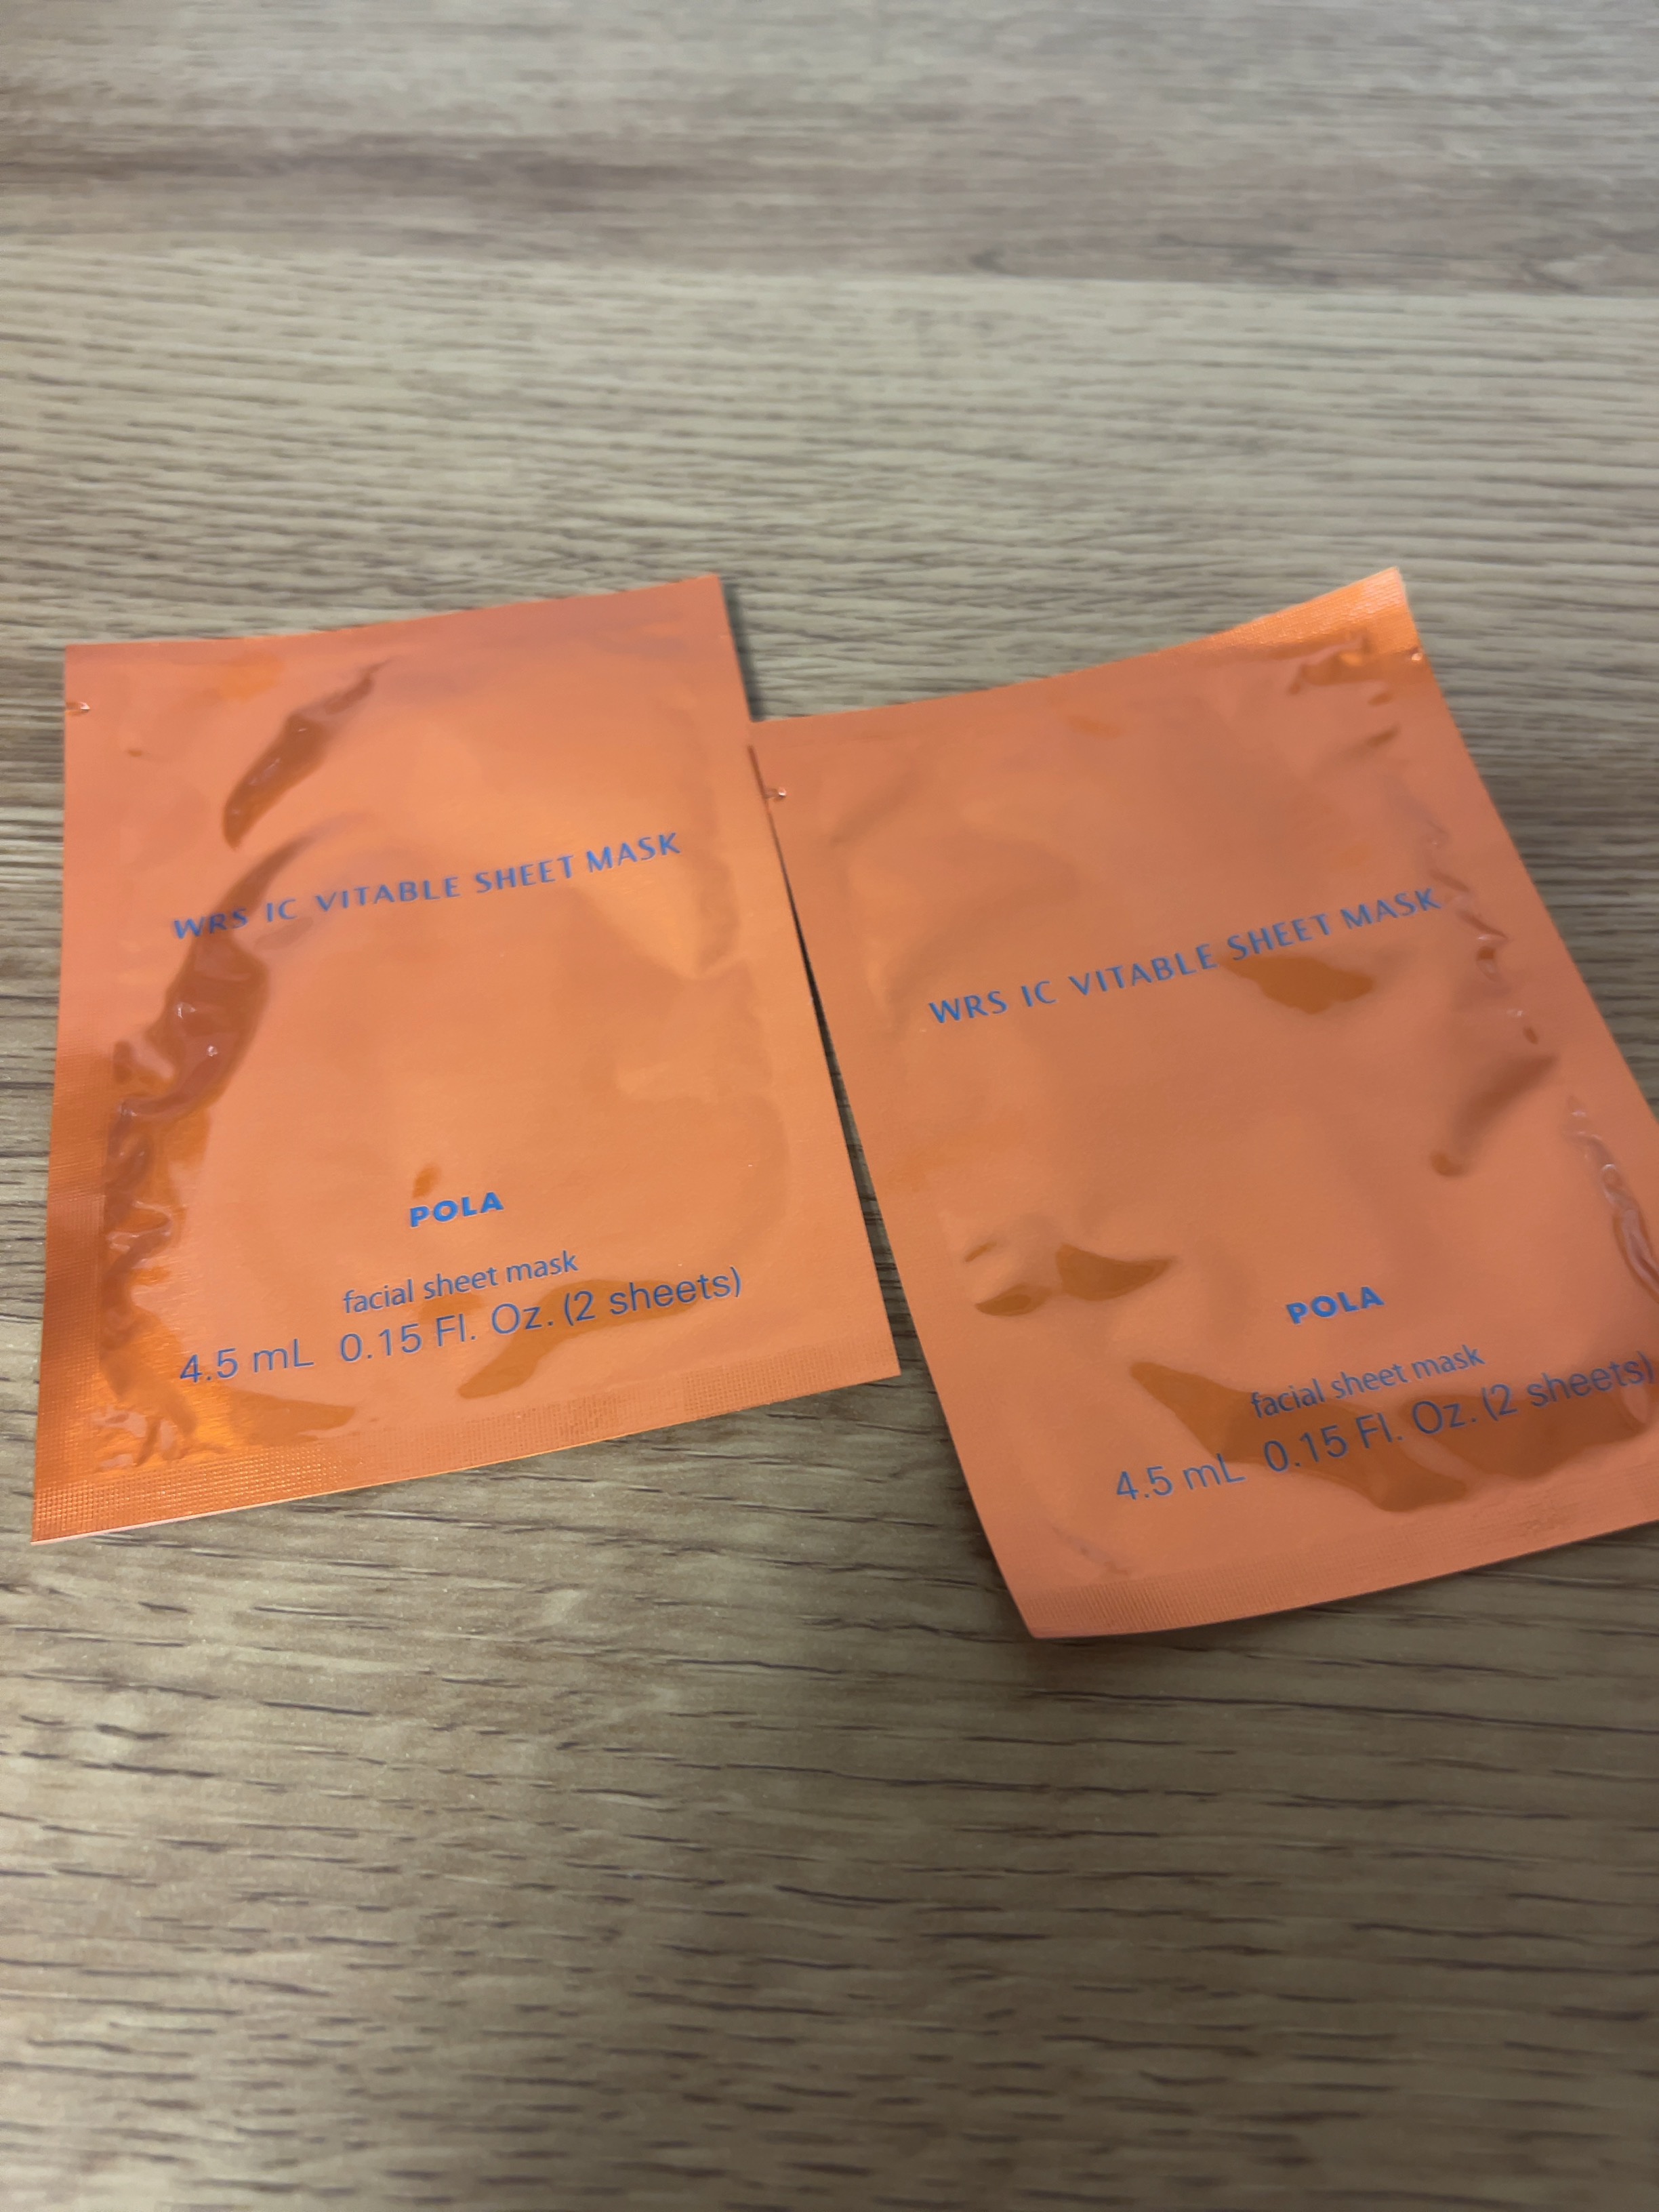 WRS IC VITABLE SHEET MASK
POLA
facial sheet mask
4.5 mL 0.15 Fl. Oz. (2 sheets)
WRS IC VITABLE SHEET MASK
POLA
facial sheet mask
4.5 mL 0.15 Fl. Oz. (2 sheets)